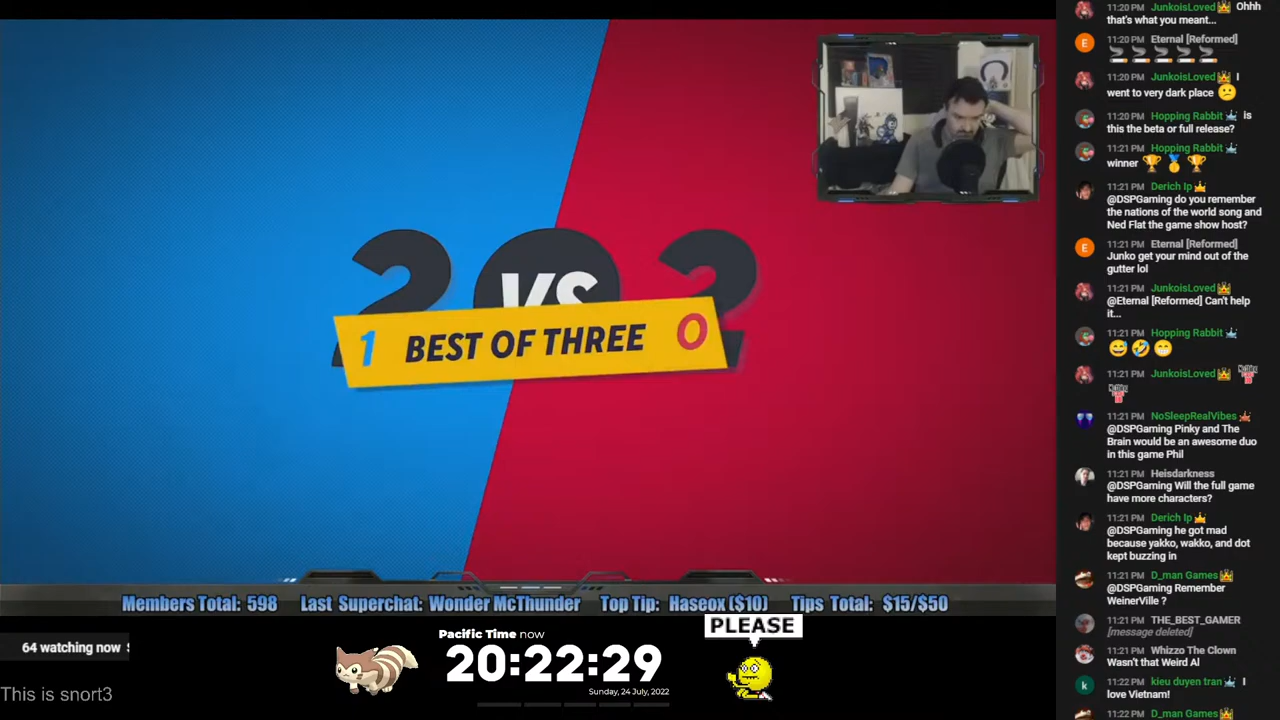 2 VS 2
1 BEST OF THREE 0
Members Total: 598 Last Superchat: Wonder McThunder Top Tip: Haseox ($10) Tips Total: $15/$50
64 watching now
This is snort3
Pacific Time now
20:22:29
Sunday, 24 July, 2022
PLEASE
11:20 PM JunkoisLoved Ohhh
that's what you meant...
11:20 PM Eternal [Reformed]
11:20 PM JunkoisLoved I
went to very dark place
11:20 PM Hopping Rabbit is
this the beta or full release?
11:21 PM Hopping Rabbit
winner
11:21 PM Derich Ip
@DSPGaming do you remember
the nations of the world song and
Ned Flat the game show host?
11:21 PM Eternal [Reformed]
Junko get your mind out of the
gutter lol
11:21 PM JunkoisLoved
@Eternal [Reformed] Can't help
it...
11:21 PM Hopping Rabbit
11:21 PM JunkoisLoved
11:21 PM NoSleepRealVibes
@DSPGaming Pinky and The
Brain would be an awesome duo
in this game Phil
11:21 PM Heisdarkness
@DSPGaming Will the full game
have more characters?
11:21 PM Derich Ip
@DSPGaming he got mad
because yakko, wakko, and dot
kept buzzing in
11:21 PM D_man Games
@DSPGaming Remember
WeinerVille ?
11:21 PM THE_BEST_GAMER
[message deleted]
11:21 PM Whizzo The Clown
Wasn't that Weird Al
11:22 PM kieu duyen tran I
love Vietnam!
11:22 PM D_man Games